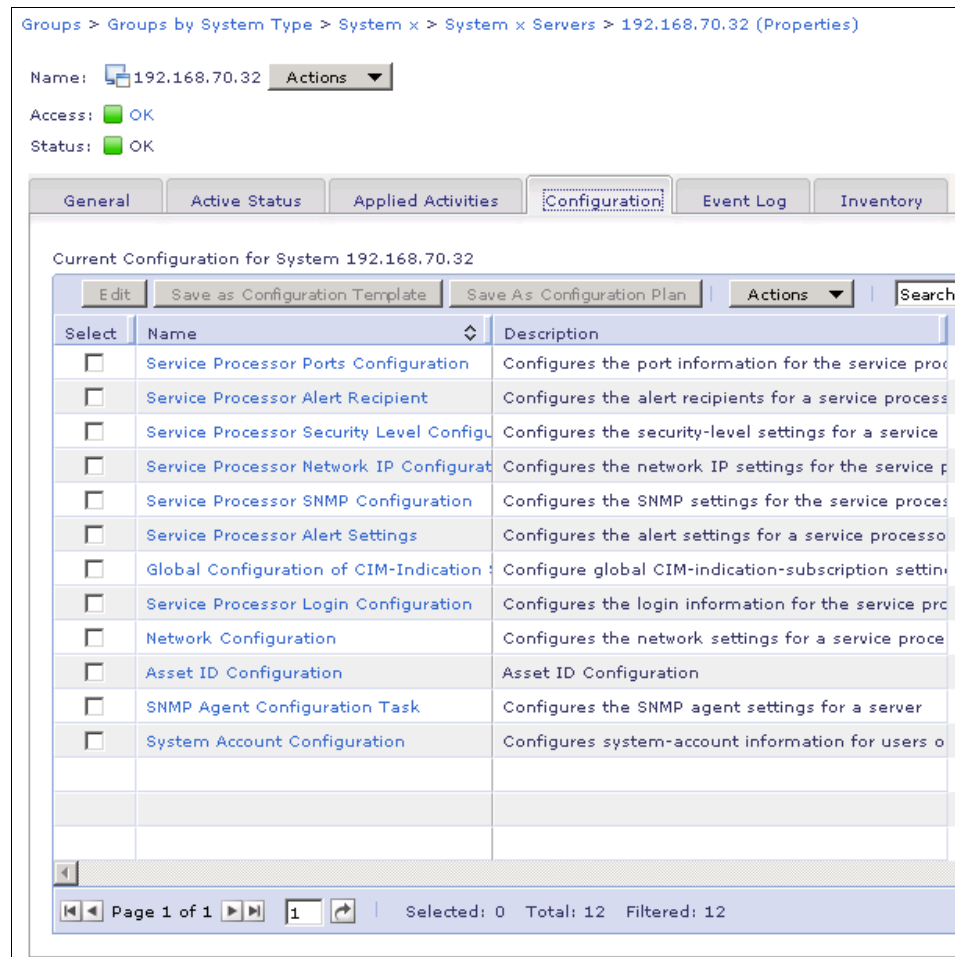 Groups > Groups by System Type > System x > System x Servers > 192.168.70.32 (Properties)
Name: 192.168.70.32 Actions
Access: OK
Status: OK
General Active Status Applied Activities Configuration Event Log Inventory
Current Configuration for System 192.168.70.32
Edit Save as Configuration Template Save As Configuration Plan Actions Search
Select Name Description
Service Processor Ports Configuration Configures the port information for the service proc
Service Processor Alert Recipient Configures the alert recipients for a service process
Service Processor Security Level Configu Configures the security-level settings for a service
Service Processor Network IP Configurat Configures the network IP settings for the service p
Service Processor SNMP Configuration Configures the SNMP settings for the service proces
Service Processor Alert Settings Configures the alert settings for a service processo
Global Configuration of CIM-Indication S Configure global CIM-indication-subscription settin
Service Processor Login Configuration Configures the login information for the service pro
Network Configuration Configures the network settings for a service proce
Asset ID Configuration Asset ID Configuration
SNMP Agent Configuration Task Configures the SNMP agent settings for a server
System Account Configuration Configures system-account information for users o
Page 1 of 1 1 Selected: 0 Total: 12 Filtered: 12